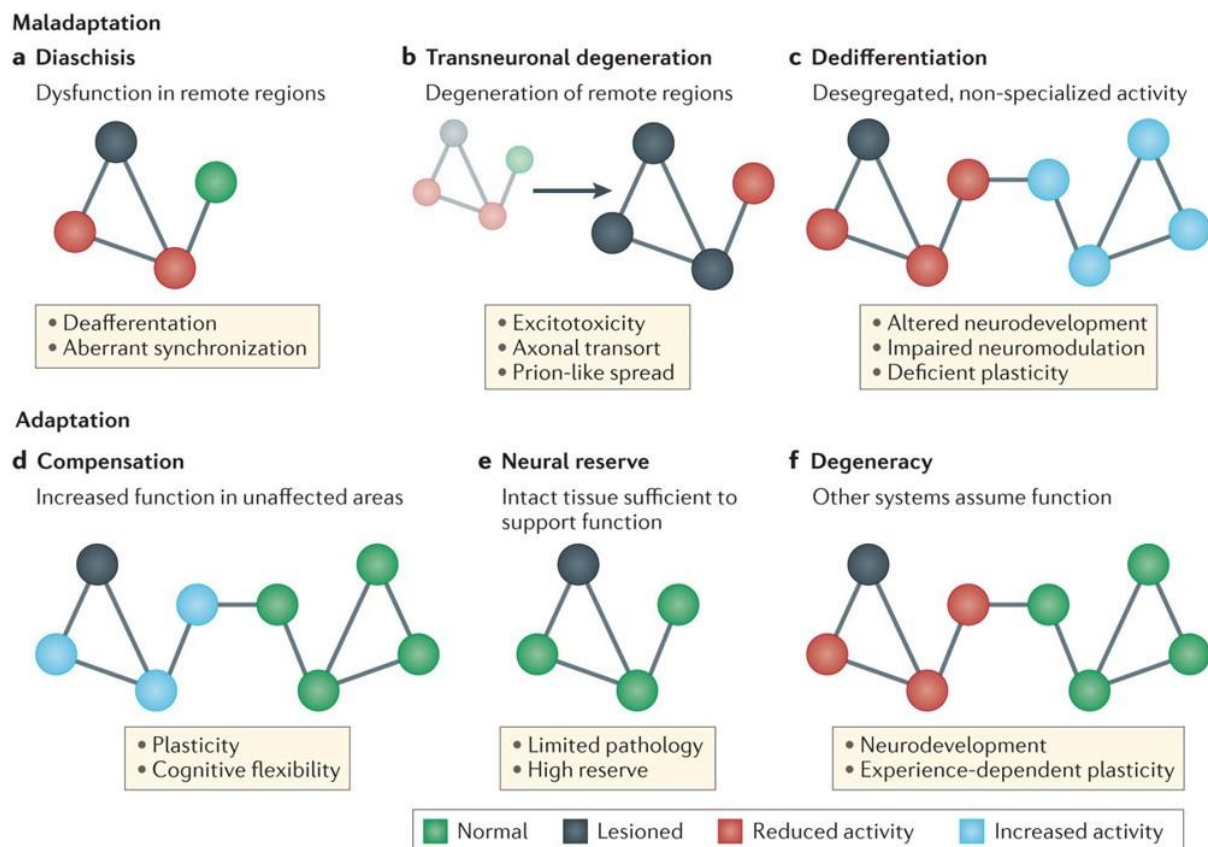 Maladaptation
a Diaschisis
Dysfunction in remote regions
• Deafferentation
• Aberrant synchronization
b Transneuronal degeneration
Degeneration of remote regions
• Excitotoxicity
• Axonal transort
• Prion-like spread
c Dedifferentiation
Desegregated, non-specialized activity
• Altered neurodevelopment
• Impaired neuromodulation
• Deficient plasticity
Adaptation
d Compensation
Increased function in unaffected areas
• Plasticity
• Cognitive flexibility
e Neural reserve
Intact tissue sufficient to
support function
• Limited pathology
• High reserve
f Degeneracy
Other systems assume function
• Neurodevelopment
• Experience-dependent plasticity
Normal Lesioned Reduced activity Increased activity